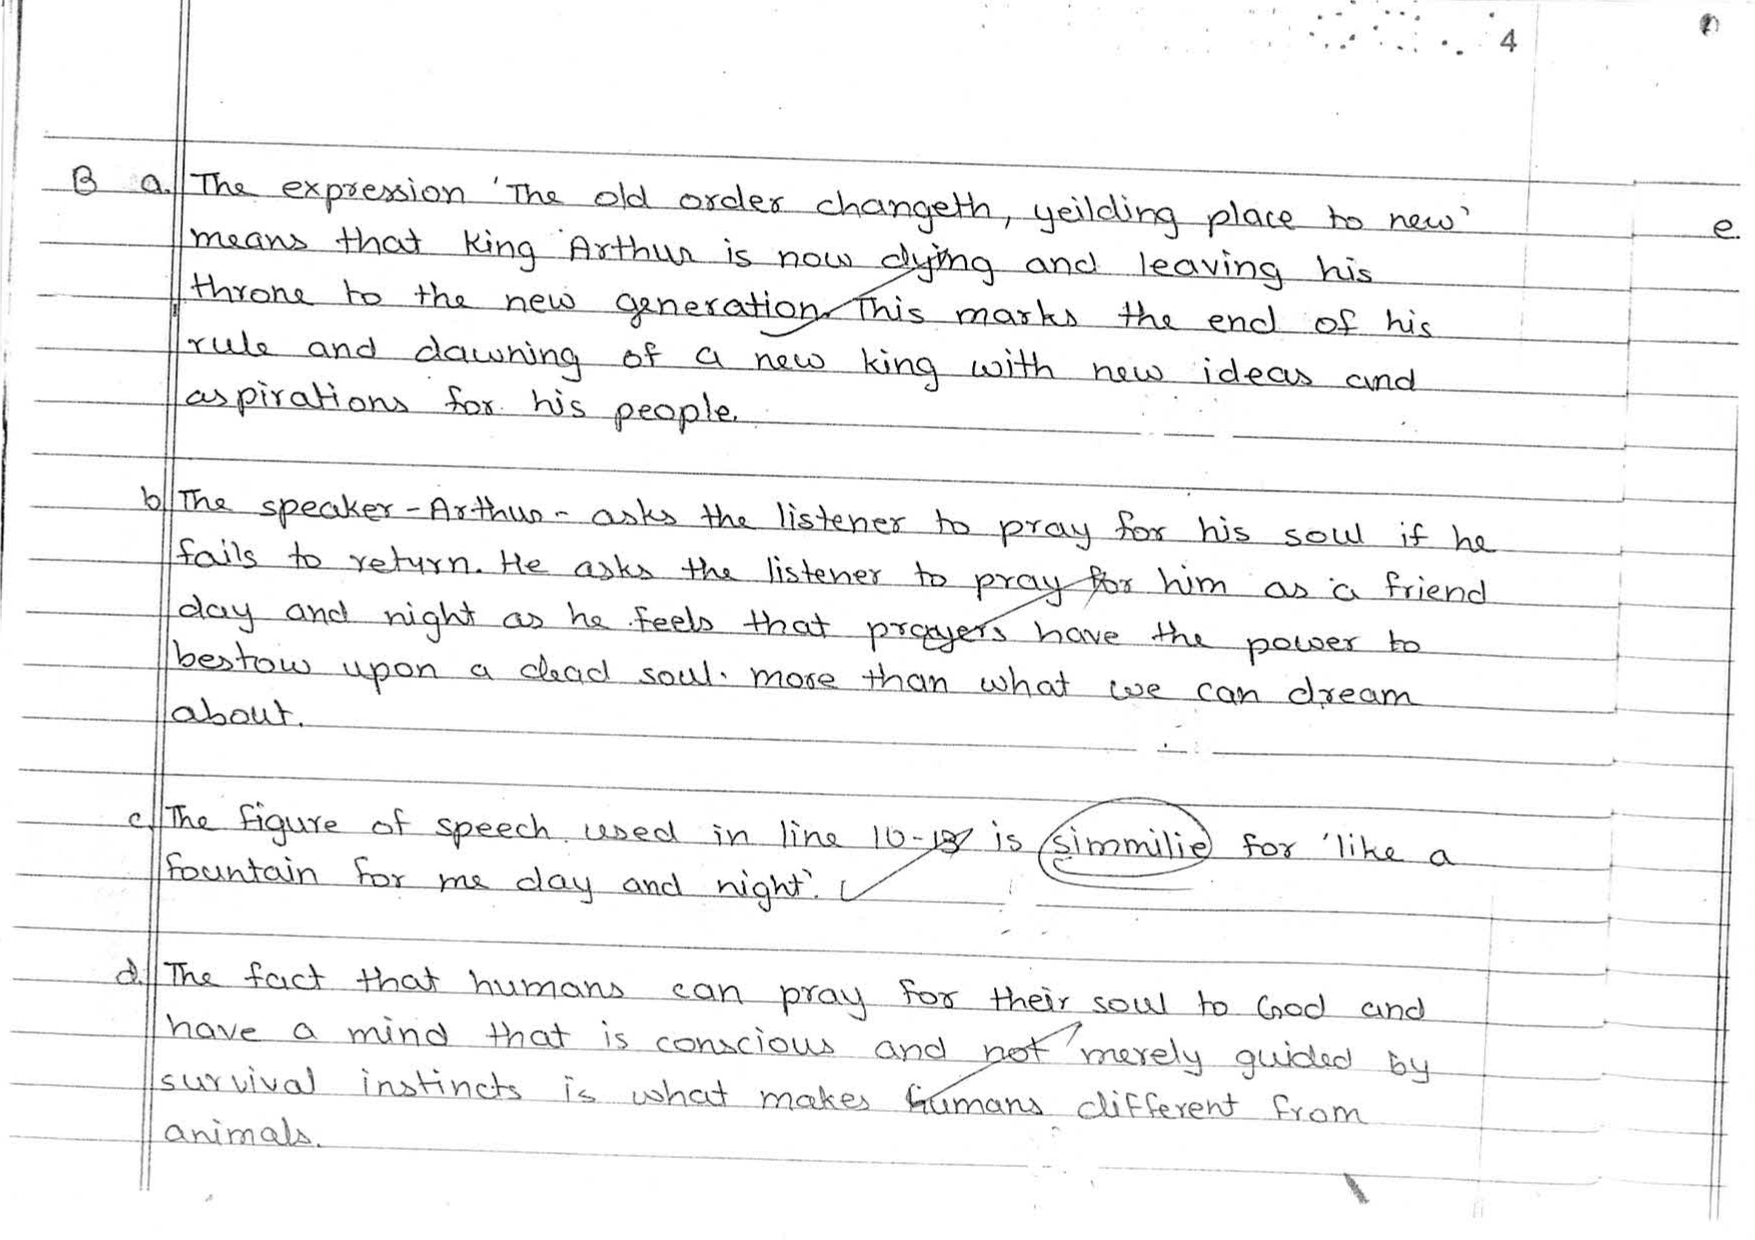 4
B a. The expression 'The old order changeth, yeilding place to new'
means that King Arthur is now dying and leaving his
throne to the new generation. This marks the end of his
rule and dawning of a new king with new ideas and
aspirations for his people.
b. The speaker - Arthur - asks the listener to pray for his soul if he
fails to return. He asks the listener to pray for him as a friend
day and night as he feels that prayers have the power to
bestow upon a dead soul. more than what we can dream
about.
c. The figure of speech used in line 10-13 is simmilie for 'like a
fountain for me day and night'.
d. The fact that humans can pray for their soul to God and
have a mind that is conscious and not merely guided by
survival instincts is what makes humans different from
animals.
e.